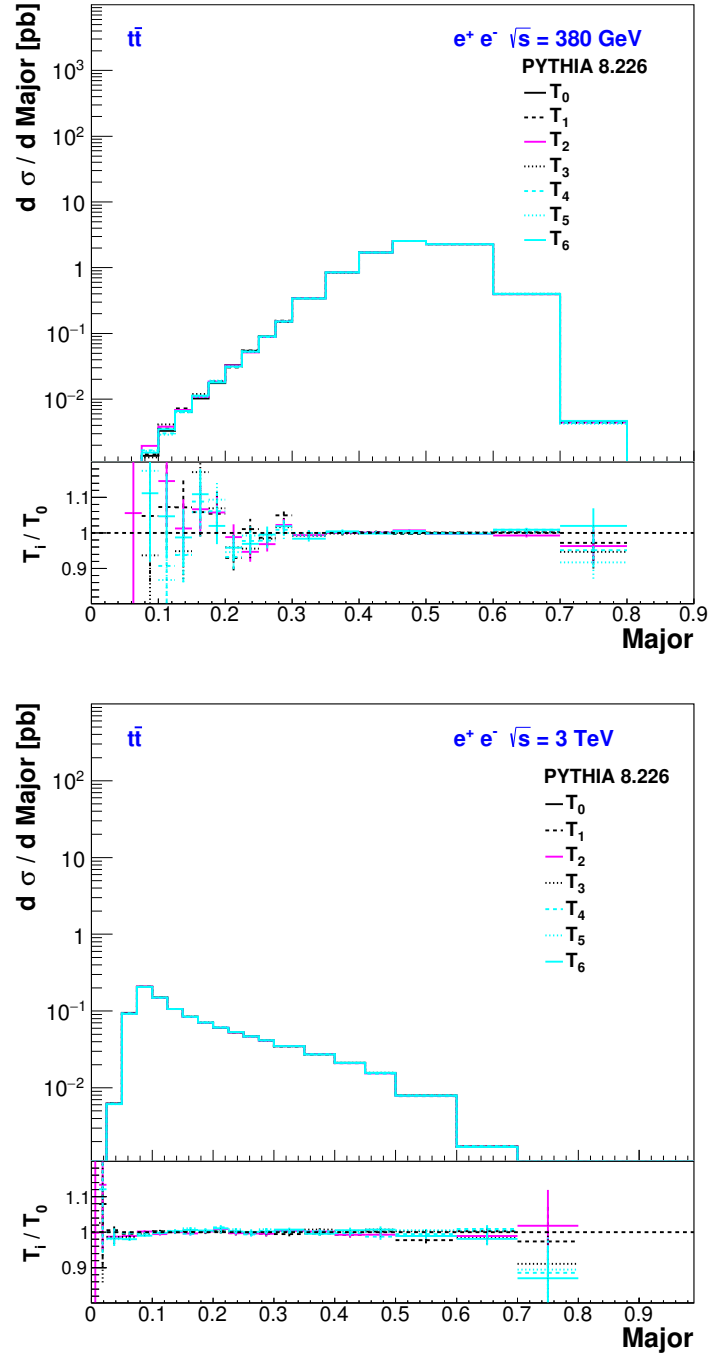 tt̄
e⁺ e⁻ √s = 380 GeV
PYTHIA 8.226
T₀
T₁
T₂
T₃
T₄
T₅
T₆
d σ / d Major [pb]
10³
10²
10
1
10⁻¹
10⁻²
Tᵢ / T₀
1.1
1
0.9
0 0.1 0.2 0.3 0.4 0.5 0.6 0.7 0.8 0.9
Major
tt̄
e⁺ e⁻ √s = 3 TeV
PYTHIA 8.226
T₀
T₁
T₂
T₃
T₄
T₅
T₆
d σ / d Major [pb]
10²
10
1
10⁻¹
10⁻²
Tᵢ / T₀
1.1
1
0.9
0 0.1 0.2 0.3 0.4 0.5 0.6 0.7 0.8 0.9
Major